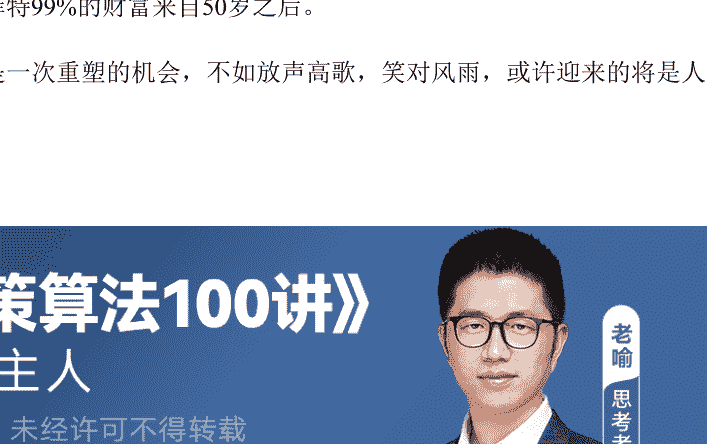 特99%的财富来自50岁之后。
是一次重塑的机会，不如放声高歌，笑对风雨，或许迎来的将是人
策算法100讲》
主人
未经许可不得转载
老喻
思考者